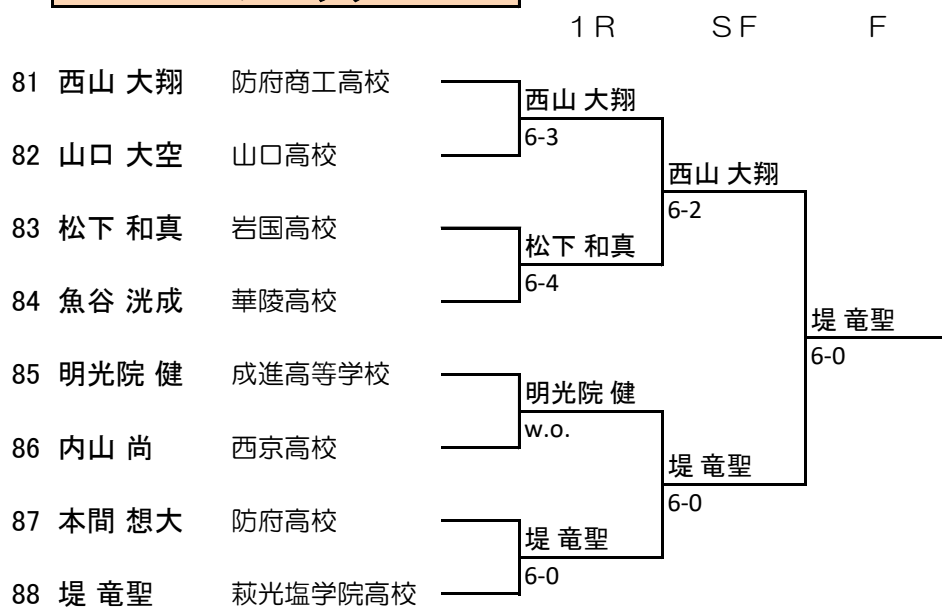 1R SF F
81 西山 大翔 防府商工高校
西山 大翔
6-3
82 山口 大空 山口高校
西山 大翔
6-2
83 松下 和真 岩国高校
松下 和真
6-4
84 魚谷 洸成 華陵高校
堤 竜聖
6-0
85 明光院 健 成進高等学校
明光院 健
w.o.
86 内山 尚 西京高校
堤 竜聖
6-0
87 本間 想大 防府高校
堤 竜聖
6-0
88 堤 竜聖 萩光塩学院高校